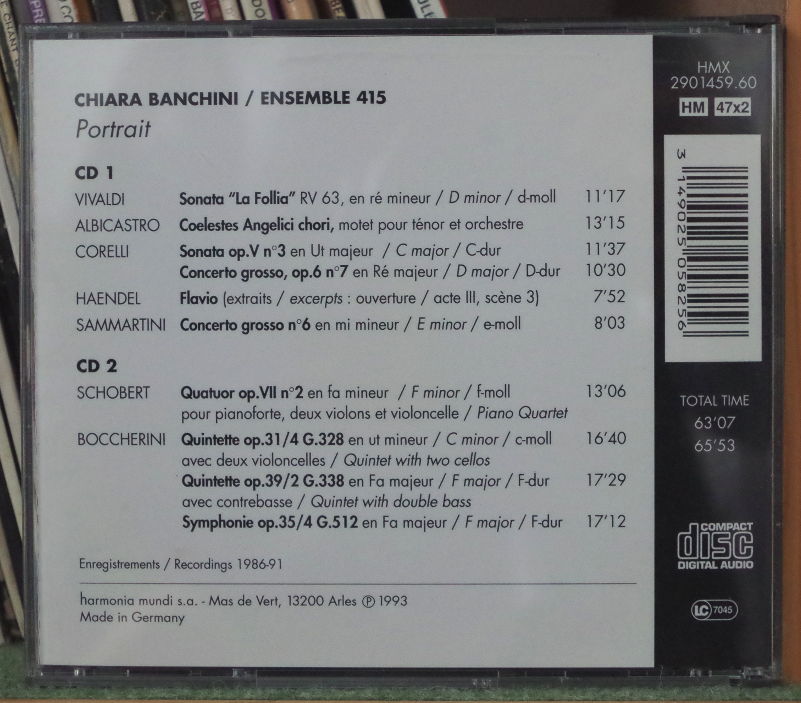 CHIARA BANCHINI / ENSEMBLE 415
Portrait
CD 1
VIVALDI Sonata “La Follia” RV 63, en ré mineur / D minor / d-moll 11’17
ALBICASTRO Coelestes Angelici chori, motet pour ténor et orchestre 13’15
CORELLI Sonata op.V n°3 en Ut majeur / C major / C-dur 11’37
Concerto grosso, op.6 n°7 en Ré majeur / D major / D-dur 10’30
HAENDEL Flavio (extraits / excerpts : ouverture / acte III, scène 3) 7’52
SAMMARTINI Concerto grosso n°6 en mi mineur / E minor / e-moll 8’03
CD 2
SCHOBERT Quatuor op.VII n°2 en fa mineur / F minor / f-moll 13’06
pour pianoforte, deux violons et violoncelle / Piano Quartet
BOCCHERINI Quintette op.31/4 G.328 en ut mineur / C minor / c-moll 16’40
avec deux violoncelles / Quintet with two cellos
Quintette op.39/2 G.338 en Fa majeur / F major / F-dur 17’29
avec contrebasse / Quintet with double bass
Symphonie op.35/4 G.512 en Fa majeur / F major / F-dur 17’12
Enregistrements / Recordings 1986-91
harmonia mundi s.a. - Mas de Vert, 13200 Arles ℗ 1993
Made in Germany
HMX
2901459.60
HM 47x2
3 149025 058256
TOTAL TIME
63’07
65’53
COMPACT
disc
DIGITAL AUDIO
LC 7045